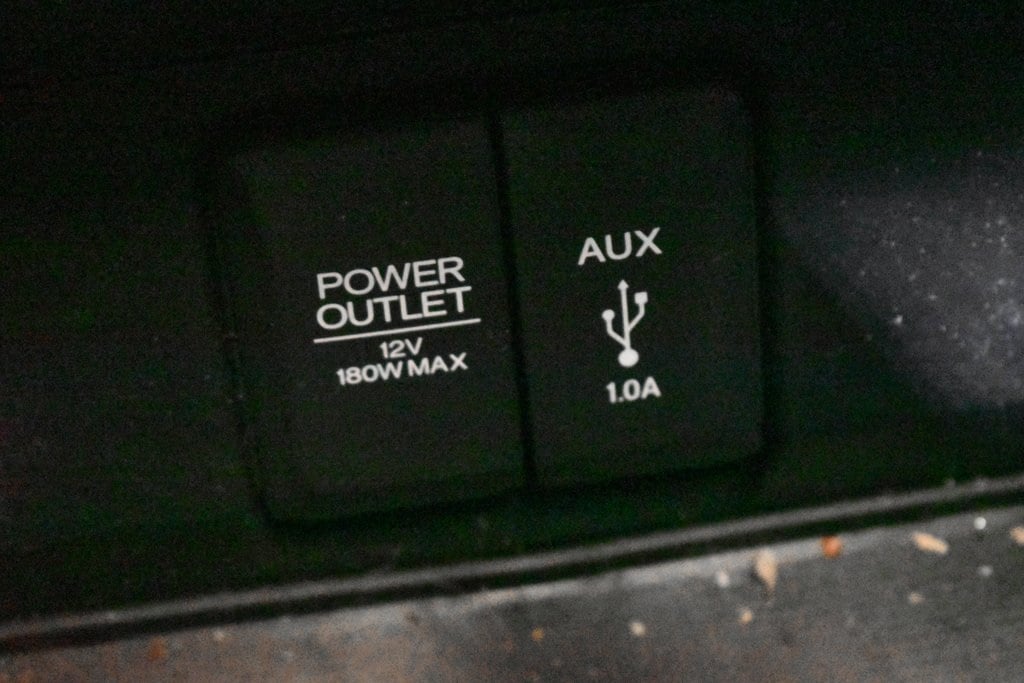 POWER
OUTLET
12V
180W MAX
AUX
1.0A